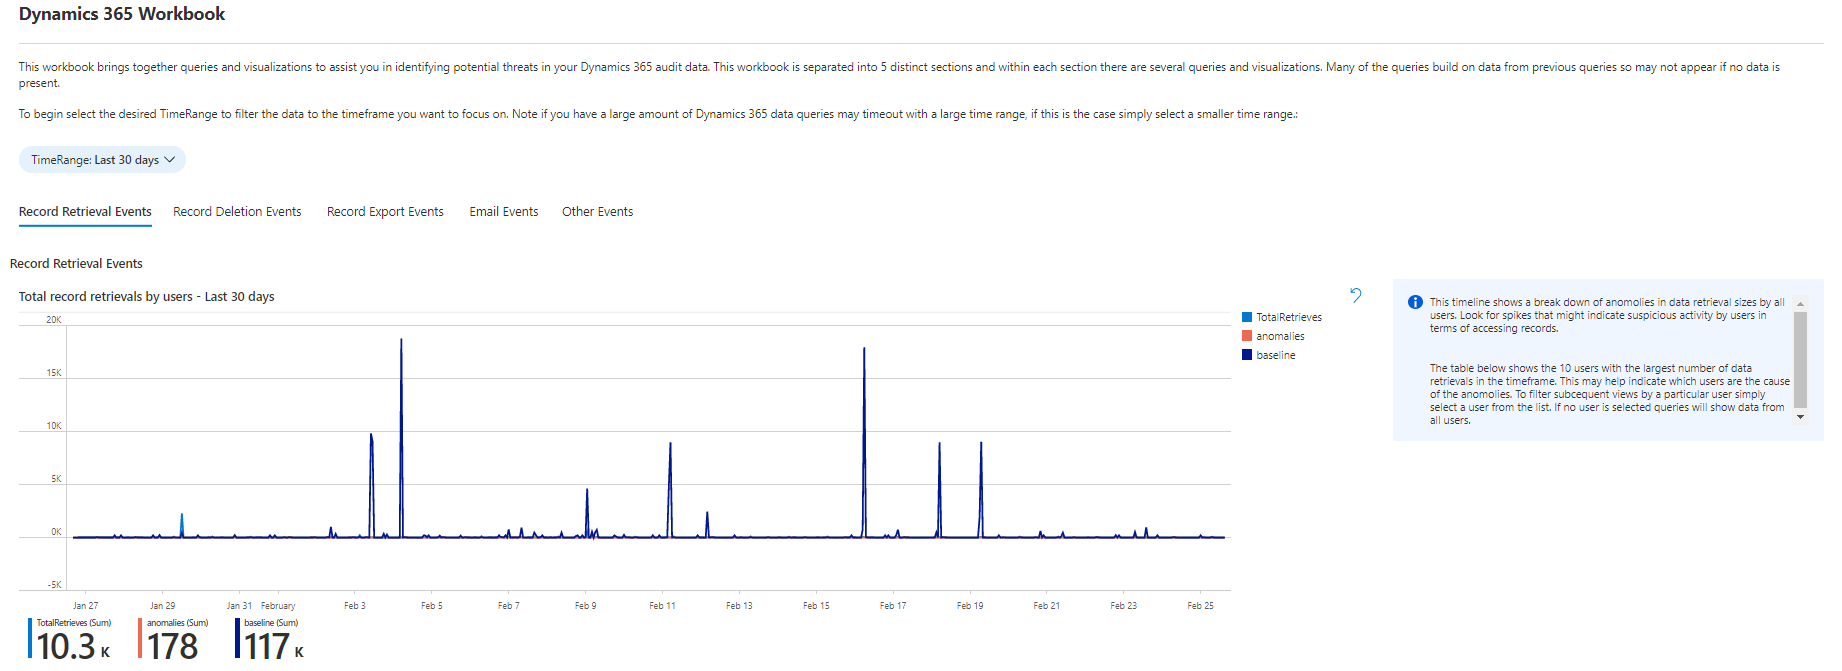 Dynamics 365 Workbook
This workbook brings together queries and visualizations to assist you in identifying potential threats in your Dynamics 365 audit data. This workbook is separated into 5 distinct sections and within each section there are several queries and visualizations. Many of the queries build on data from previous queries so may not appear if no data is
present.
To begin select the desired TimeRange to filter the data to the timeframe you want to focus on. Note if you have a large amount of Dynamics 365 data queries may timeout with a large time range, if this is the case simply select a smaller time range.:
TimeRange: Last 30 days
Record Retrieval Events Record Deletion Events Record Export Events Email Events Other Events
Record Retrieval Events
Total record retrievals by users - Last 30 days
20K
15K
10K
5K
0K
-5K
Jan 27 Jan 29 Jan 31 February Feb 3 Feb 5 Feb 7 Feb 9 Feb 11 Feb 13 Feb 15 Feb 17 Feb 19 Feb 21 Feb 23 Feb 25
TotalRetrieves
anomalies
baseline
TotalRetrieves (Sum) anomalies (Sum) baseline (Sum)
10.3 K 178 117 K
This timeline shows a break down of anomolies in data retrieval sizes by all
users. Look for spikes that might indicate suspicious activity by users in
terms of accessing records.
The table below shows the 10 users with the largest number of data
retrievals in the timeframe. This may help indicate which users are the cause
of the anomolies. To filter subcequent views by a particular user simply
select a user from the list. If no user is selected queries will show data from
all users.